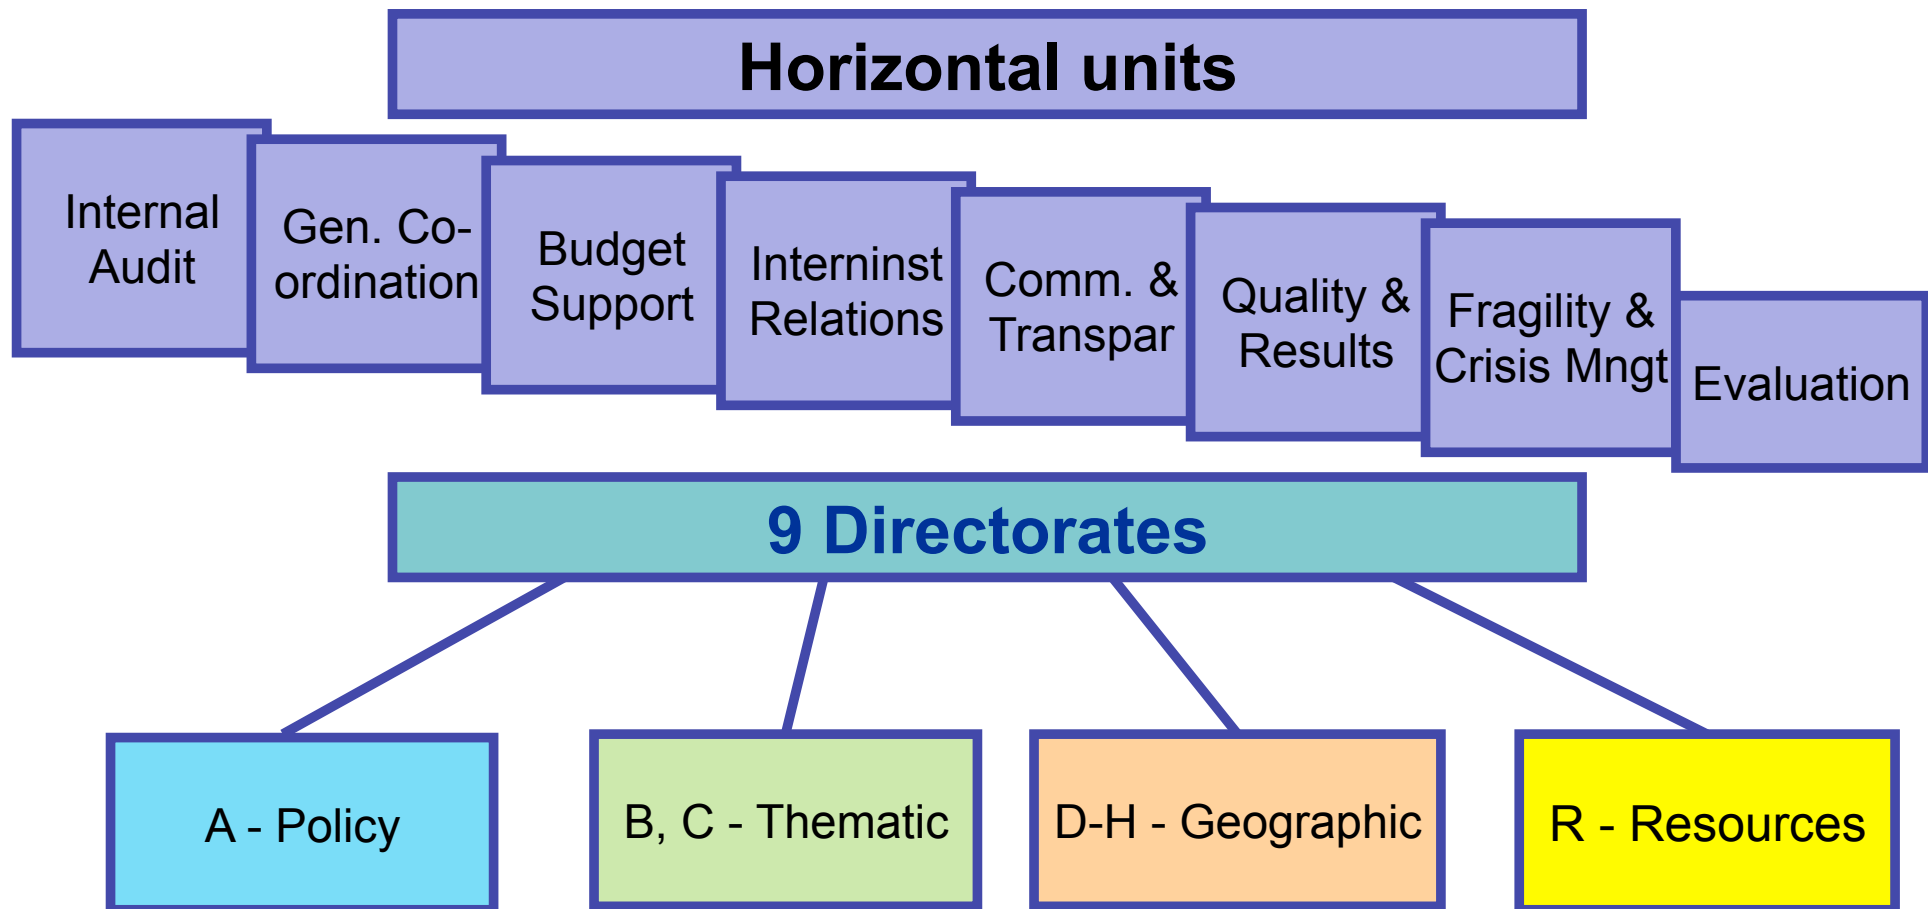 Horizontal units
Internal
Audit
Gen. Co-
ordination
Budget
Support
Interninst
Relations
Comm. &
Transpar
Quality &
Results
Fragility &
Crisis Mngt
Evaluation
9 Directorates
A - Policy
B, C - Thematic
D-H - Geographic
R - Resources